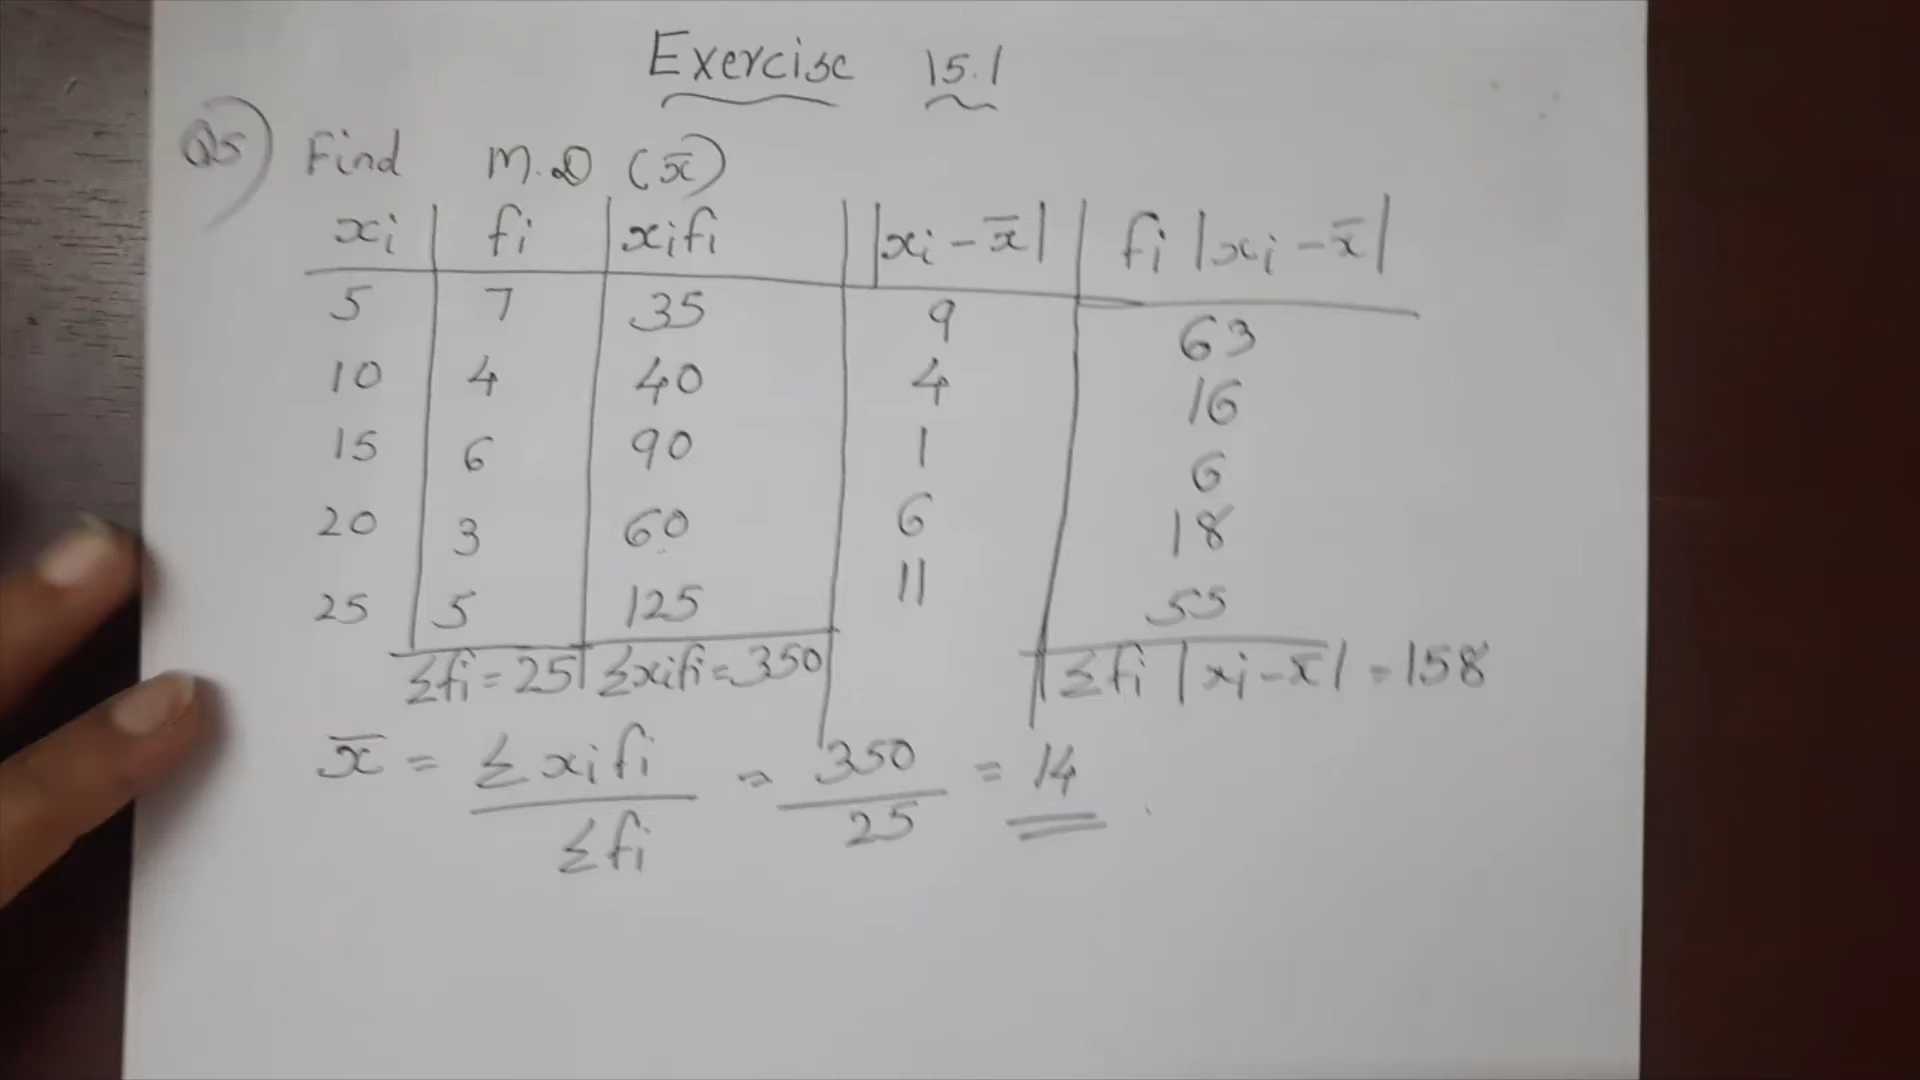 Exercise 15.1
Q5) Find M.D (x̄)
xi | fi | xifi | |xi - x̄| | fi |xi - x̄|
5 | 7 | 35 | 9 | 63
10 | 4 | 40 | 4 | 16
15 | 6 | 90 | 1 | 6
20 | 3 | 60 | 6 | 18
25 | 5 | 125 | 11 | 55
Σfi = 25 | Σxifi = 350 | Σfi |xi - x̄| = 158
x̄ = Σxifi / Σfi = 350 / 25 = 14